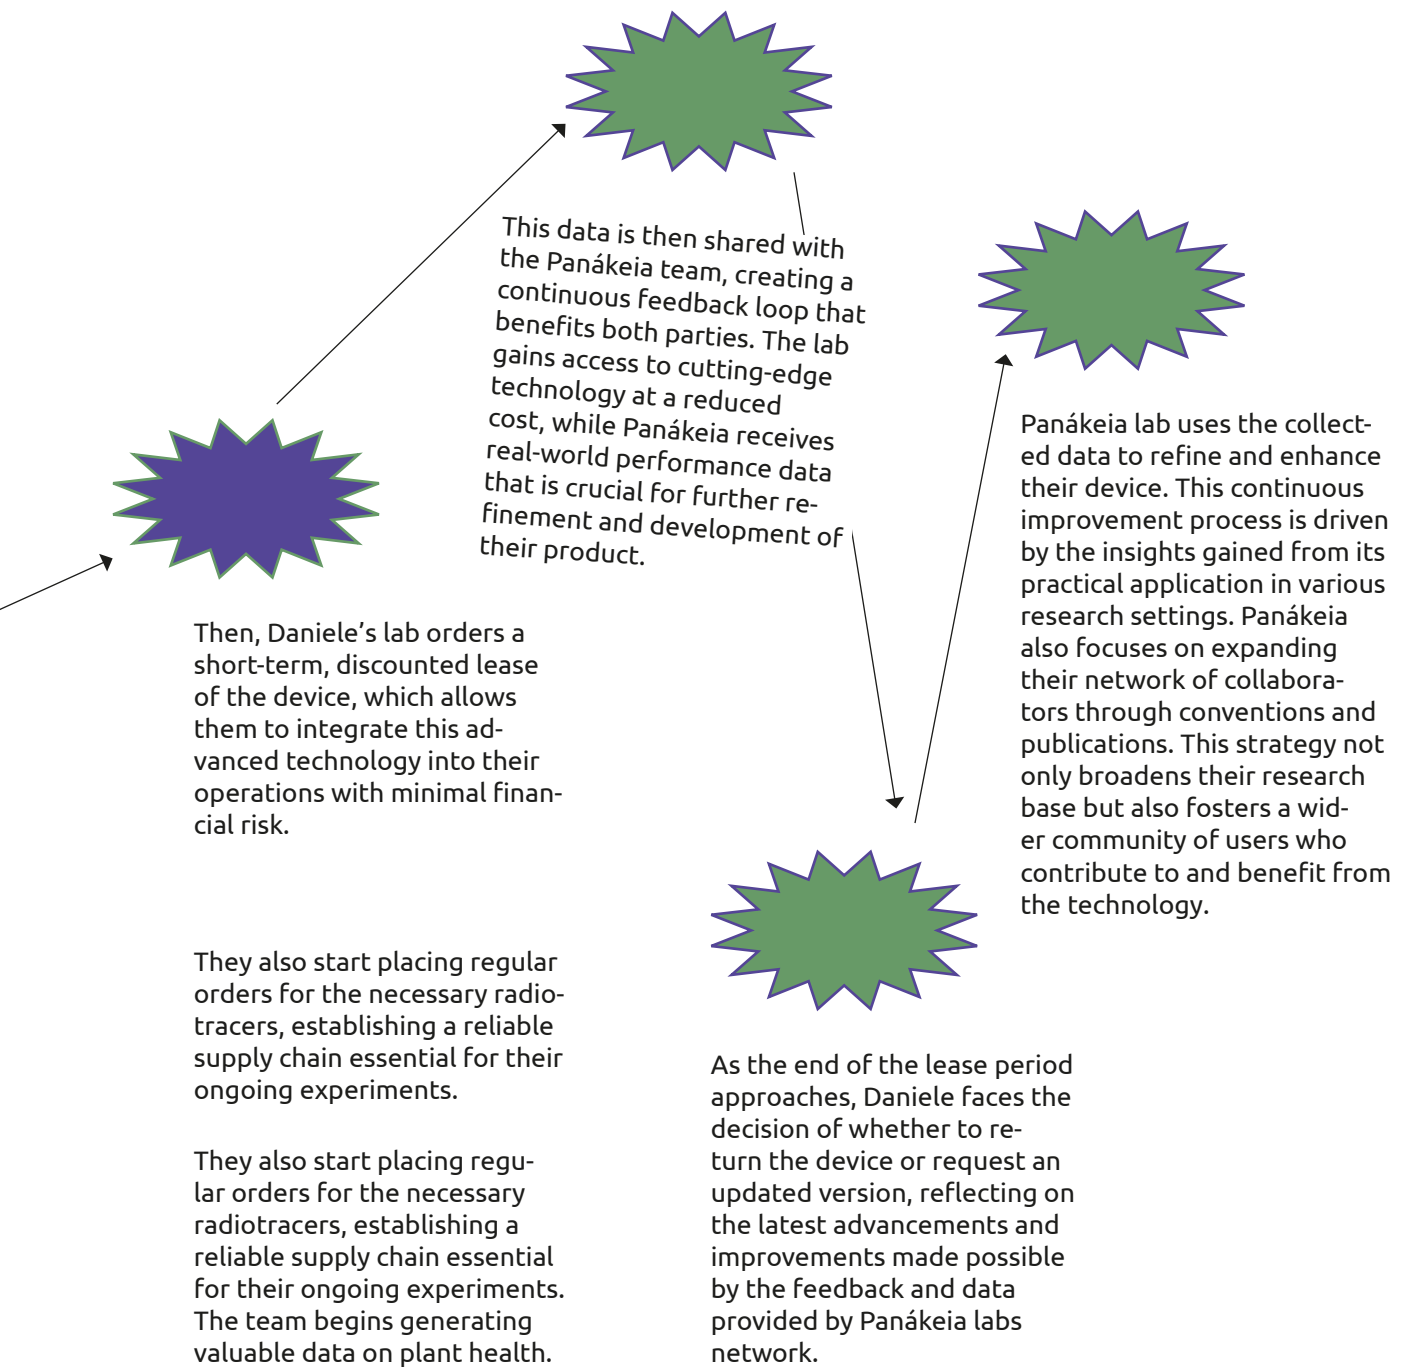 Then, Daniele’s lab orders a
short-term, discounted lease
of the device, which allows
them to integrate this ad-
vanced technology into their
operations with minimal finan-
cial risk.
They also start placing regular
orders for the necessary radio-
tracers, establishing a reliable
supply chain essential for their
ongoing experiments.
They also start placing regu-
lar orders for the necessary
radiotracers, establishing a
reliable supply chain essential
for their ongoing experiments.
The team begins generating
valuable data on plant health.
This data is then shared with
the Panákeia team, creating a
continuous feedback loop that
benefits both parties. The lab
gains access to cutting-edge
technology at a reduced
cost, while Panákeia receives
real-world performance data
that is crucial for further re-
finement and development of
their product.
As the end of the lease period
approaches, Daniele faces the
decision of whether to re-
turn the device or request an
updated version, reflecting on
the latest advancements and
improvements made possible
by the feedback and data
provided by Panákeia labs
network.
Panákeia lab uses the collect-
ed data to refine and enhance
their device. This continuous
improvement process is driven
by the insights gained from its
practical application in various
research settings. Panákeia
also focuses on expanding
their network of collabora-
tors through conventions and
publications. This strategy not
only broadens their research
base but also fosters a wid-
er community of users who
contribute to and benefit from
the technology.